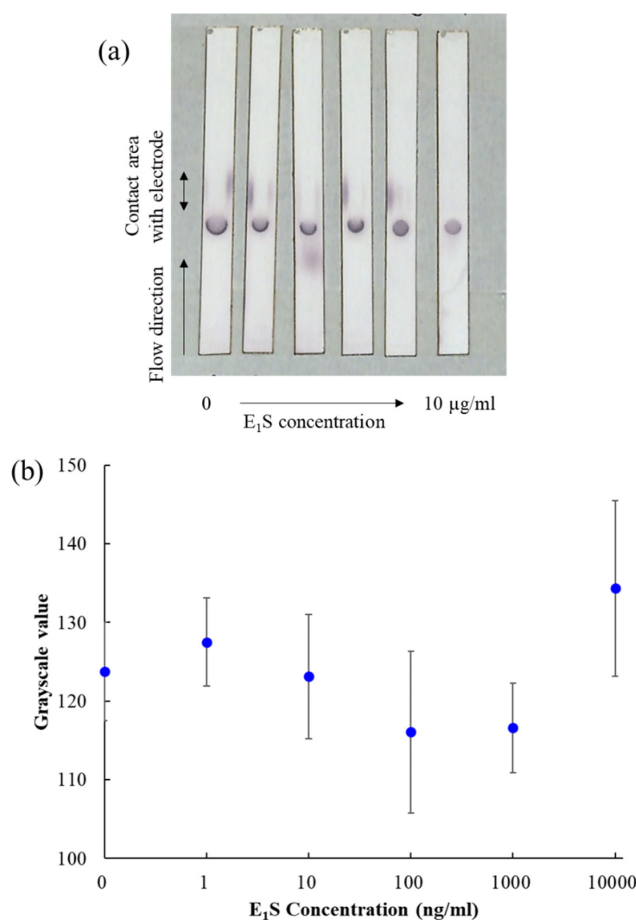 (a)
Contact area
with electrode
Flow direction
0
10 µg/ml
E₁S concentration
(b)
150
140
130
120
110
100
Grayscale value
0
1
10
100
1000
10000
E₁S Concentration (ng/ml)